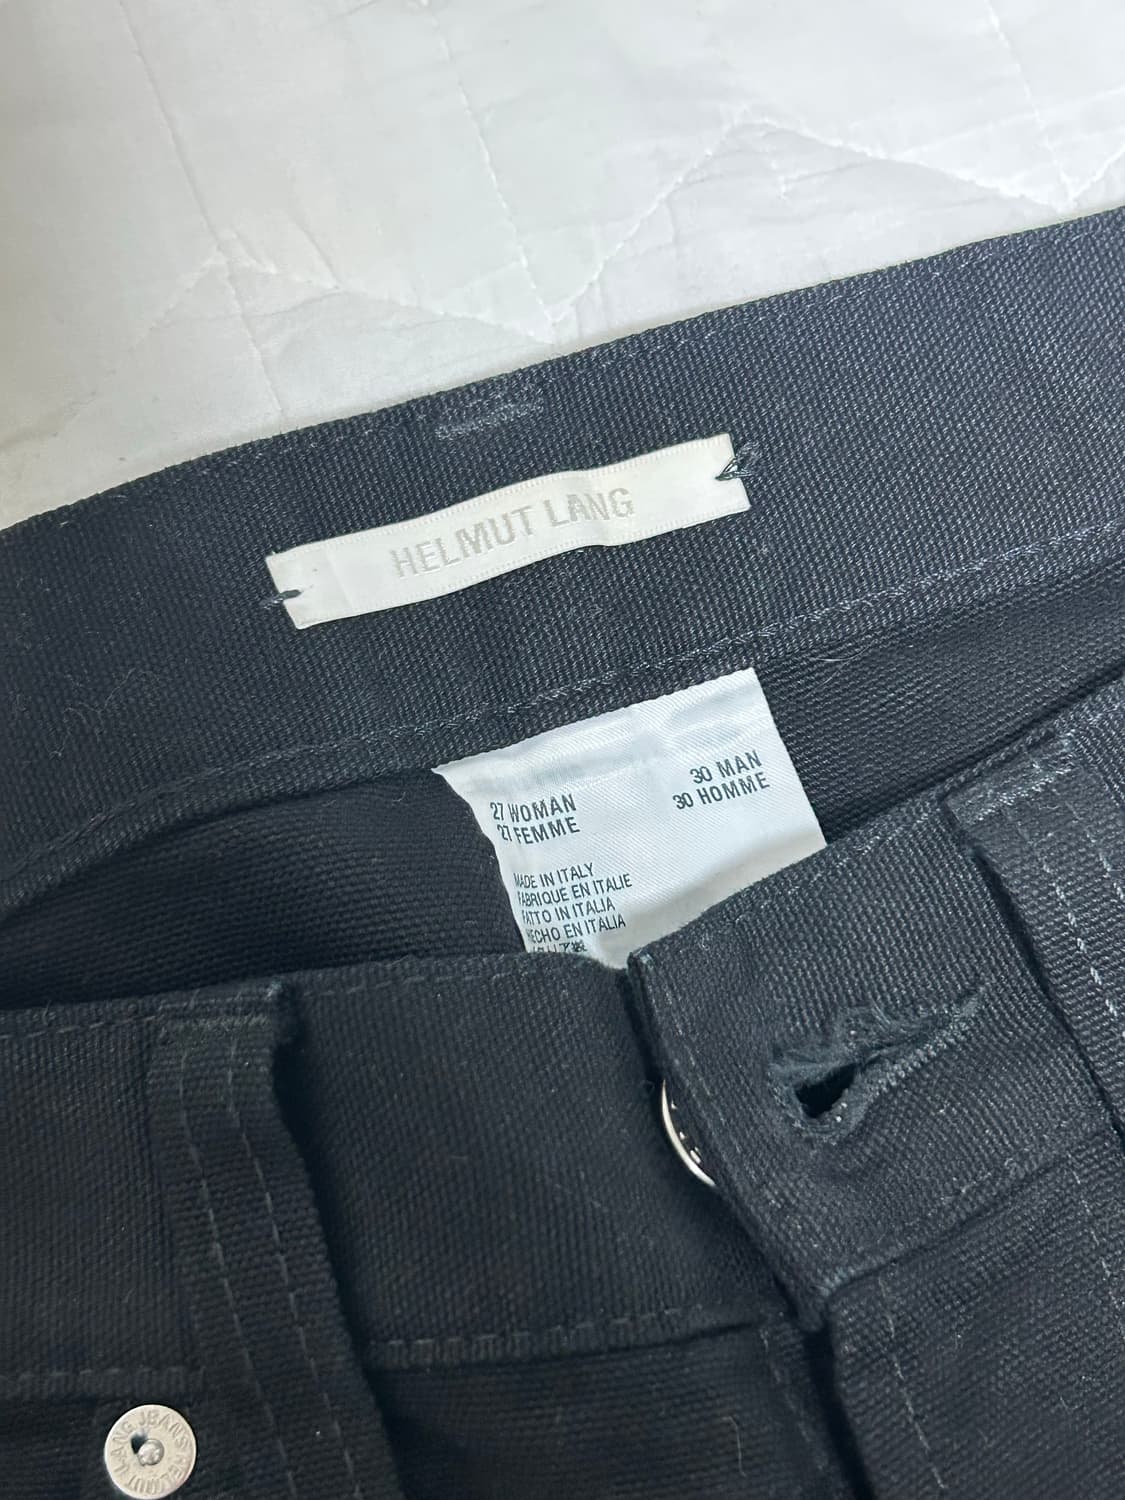 HELMUT LANG
27 WOMAN
27 FEMME
30 MAN
30 HOMME
MADE IN ITALY
FABRIQUE EN ITALIE
FATTO IN ITALIA
HECHO EN ITALIA
HELMUT LANG JEANS